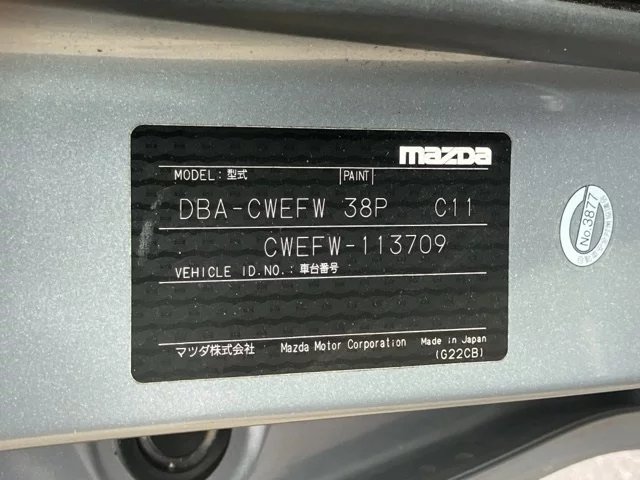 mazda
MODEL: 型式 PAINT
DBA-CWEFW 38P C11
CWEFW-113709
VEHICLE ID.NO.: 車台番号
マツダ株式会社 Mazda Motor Corporation Made in Japan
(G22CB)
No.3877